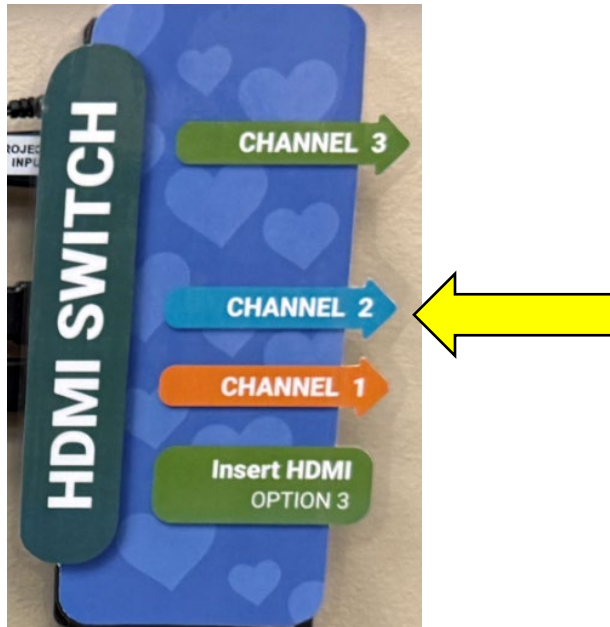 HDMI SWITCH
CHANNEL 3
CHANNEL 2
CHANNEL 1
Insert HDMI
OPTION 3